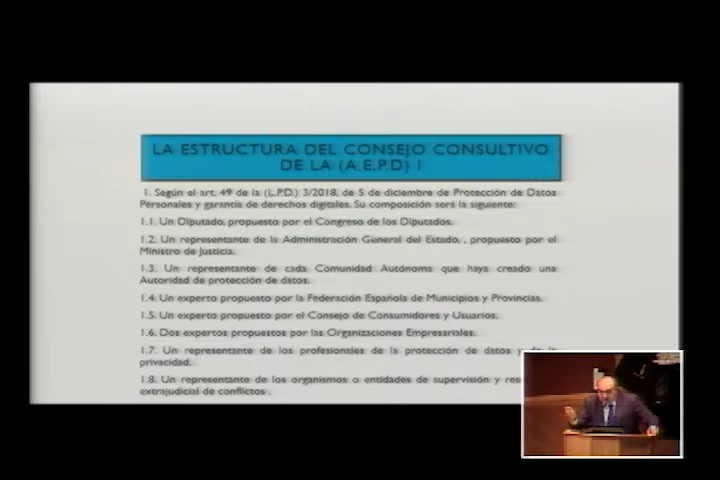 LA ESTRUCTURA DEL CONSEJO CONSULTIVO
DE LA (A.E.P.D) I
1. Según el art. 49 de la (L.P.D.) 3/2018, de 5 de diciembre de Protección de Datos
Personales y garantía de derechos digitales. Su composición será la siguiente:
1.1. Un Diputado, propuesto por el Congreso de los Diputados.
1.2. Un representante de la Administración General del Estado, , propuesto por el
Ministro de Justicia.
1.3. Un representante de cada Comunidad Autónoma que haya creado una
Autoridad de protección de datos.
1.4. Un experto propuesto por la Federación Española de Municipios y Provincias.
1.5. Un experto propuesto por el Consejo de Consumidores y Usuarios.
1.6. Dos expertos propuestos por las Organizaciones Empresariales.
1.7. Un representante de los profesionales de la protección de datos y de la
privacidad.
1.8. Un representante de los organismos o entidades de supervisión y
extrajudicial de conflictos .